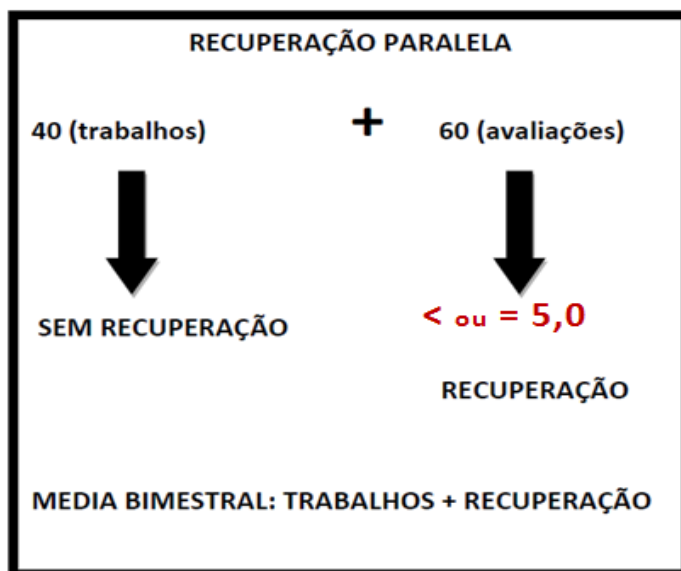 RECUPERAÇÃO PARALELA
40 (trabalhos) + 60 (avaliações)
SEM RECUPERAÇÃO
< ou = 5,0
RECUPERAÇÃO
MEDIA BIMESTRAL: TRABALHOS + RECUPERAÇÃO